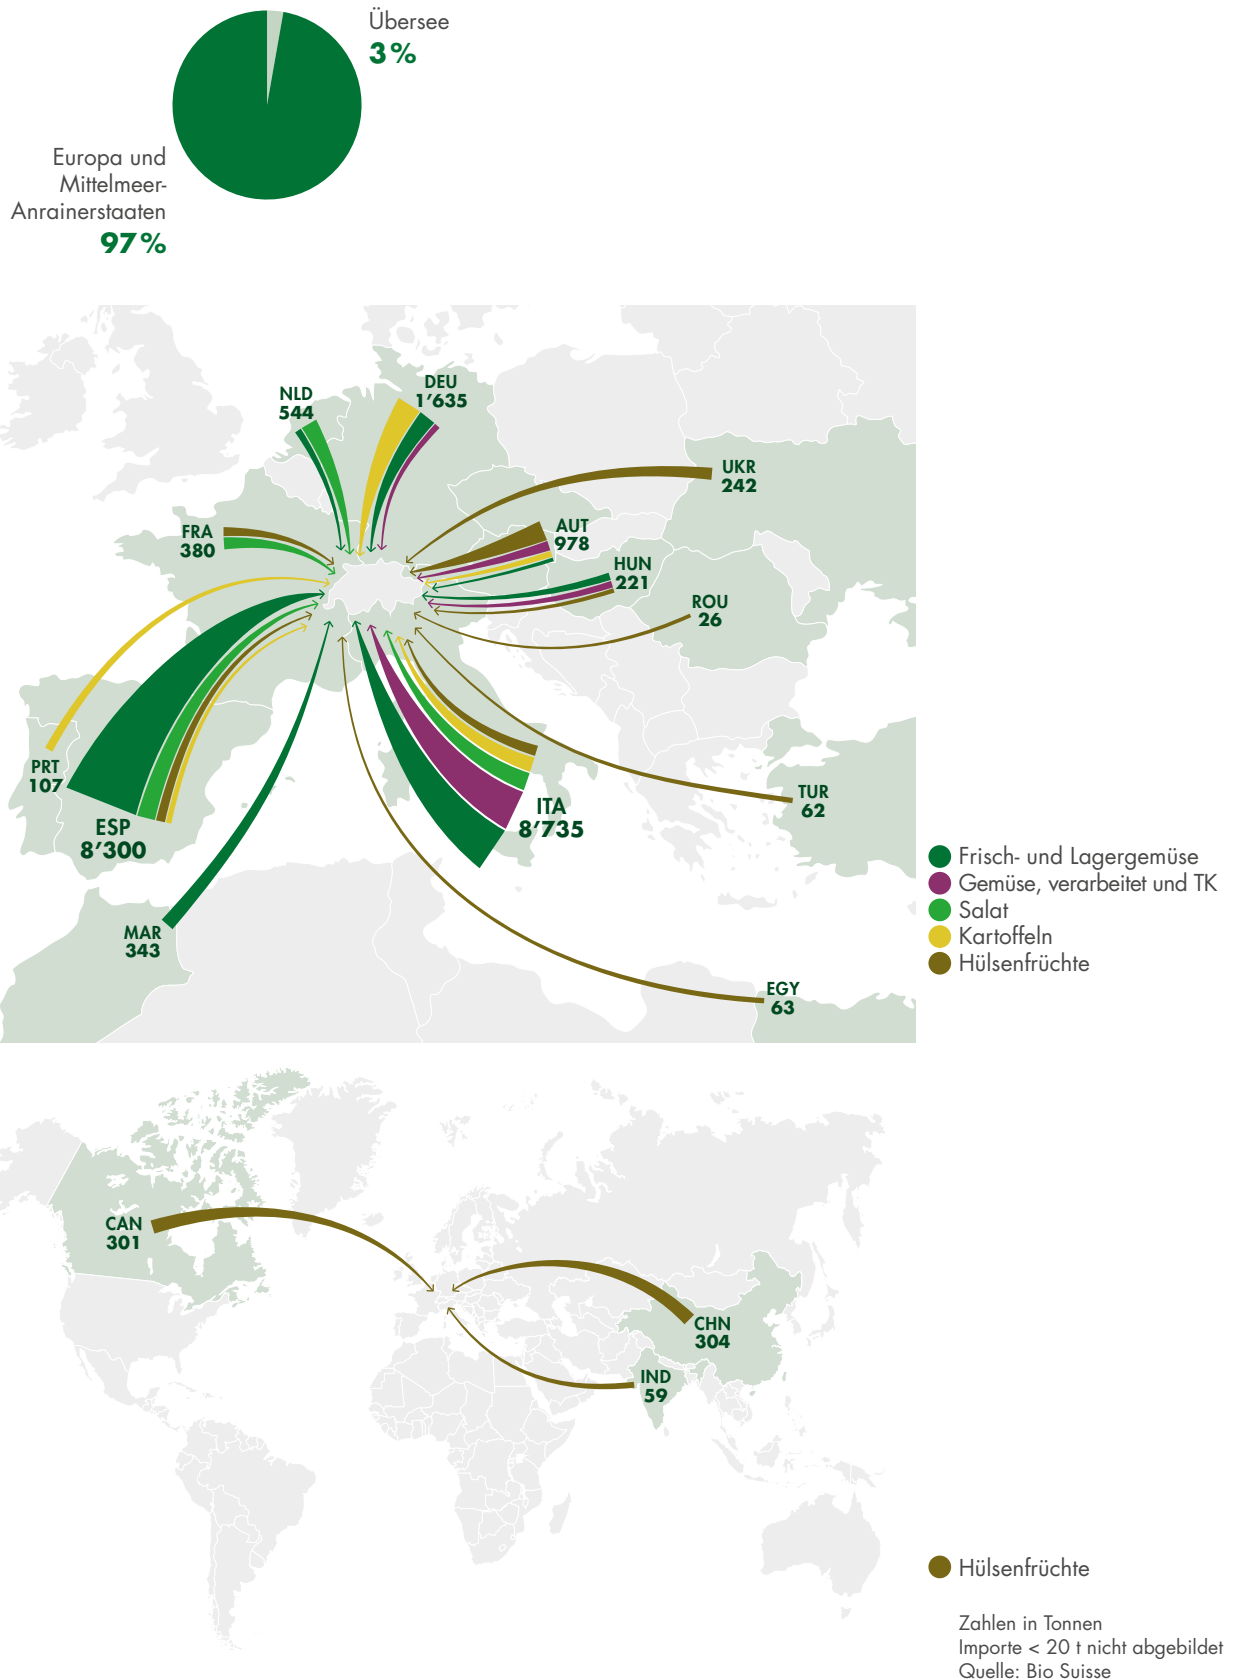 Übersee
3%
Europa und
Mittelmeer-
Anrainerstaaten
97%
NLD
544
DEU
1’635
UKR
242
FRA
380
AUT
978
HUN
221
ROU
26
PRT
107
ESP
8’300
ITA
8’735
TUR
62
MAR
343
EGY
63
Frisch- und Lagergemüse
Gemüse, verarbeitet und TK
Salat
Kartoffeln
Hülsenfrüchte
CAN
301
CHN
304
IND
59
Hülsenfrüchte
Zahlen in Tonnen
Importe < 20 t nicht abgebildet
Quelle: Bio Suisse